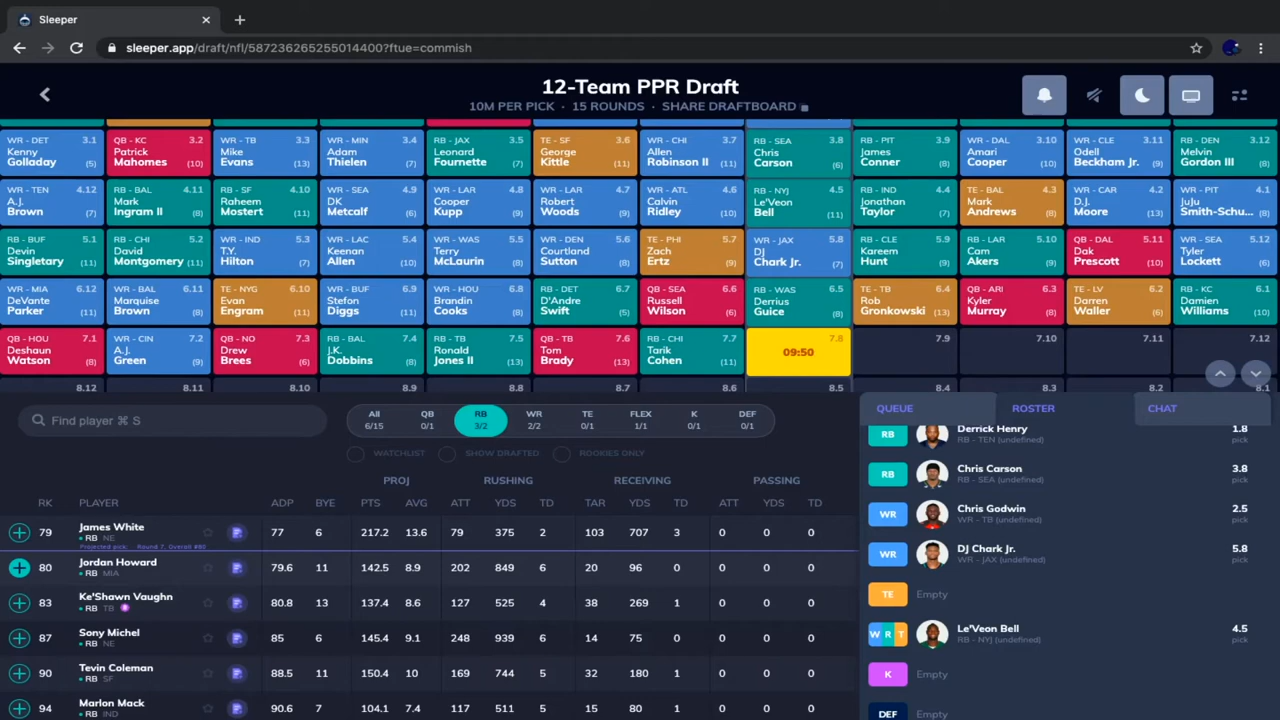 Sleeper
sleeper.app/draft/nfl/587236265255014400?ftue=commish
12-Team PPR Draft
10M PER PICK · 15 ROUNDS · SHARE DRAFTBOARD
WR - DET 3.1 QB - KC 3.2 WR - TB 3.3 WR - MIN 3.4 RB - JAX 3.5 TE - SF 3.6 WR - CHI 3.7 RB - SEA 3.8 RB - PIT 3.9 WR - DAL 3.10 WR - CLE 3.11 RB - DEN 3.12
Kenny Patrick Mike Adam Leonard George Allen Chris James Amari Odell Melvin
Golladay (5) Mahomes (10) Evans (13) Thielen (7) Fournette (7) Kittle (11) Robinson II (11) Carson (6) Conner (8) Cooper (10) Beckham Jr. (9) Gordon III (8)
WR - TEN 4.12 RB - BAL 4.11 RB - SF 4.10 WR - SEA 4.9 WR - LAR 4.8 WR - LAR 4.7 WR - ATL 4.6 RB - NYJ 4.5 RB - IND 4.4 TE - BAL 4.3 WR - CAR 4.2 WR - PIT 4.1
A.J. Mark Raheem DK Cooper Robert Calvin Le'Veon Jonathan Mark D.J. JuJu
Brown (7) Ingram II (8) Mostert (11) Metcalf (6) Kupp (9) Woods (9) Ridley (10) Bell (11) Taylor (7) Andrews (8) Moore (13) Smith-Schu... (8)
RB - BUF 5.1 RB - CHI 5.2 WR - IND 5.3 WR - LAC 5.4 WR - WAS 5.5 WR - DEN 5.6 TE - PHI 5.7 WR - JAX 5.8 RB - CLE 5.9 RB - LAR 5.10 QB - DAL 5.11 WR - SEA 5.12
Devin David T.Y. Keenan Terry Courtland Zach DJ Kareem Cam Dak Tyler
Singletary (11) Montgomery (11) Hilton (7) Allen (10) McLaurin (8) Sutton (8) Ertz (9) Chark Jr. (7) Hunt (9) Akers (9) Prescott (10) Lockett (6)
WR - MIA 6.12 WR - BAL 6.11 TE - NYG 6.10 WR - BUF 6.9 WR - HOU 6.8 RB - DET 6.7 QB - SEA 6.6 RB - WAS 6.5 TE - TB 6.4 QB - ARI 6.3 TE - LV 6.2 RB - KC 6.1
DeVante Marquise Evan Stefon Brandin D'Andre Russell Derrius Rob Kyler Darren Damien
Parker (11) Brown (8) Engram (11) Diggs (11) Cooks (8) Swift (5) Wilson (6) Guice (8) Gronkowski (13) Murray (8) Waller (6) Williams (10)
QB - HOU 7.1 WR - CIN 7.2 QB - NO 7.3 RB - BAL 7.4 RB - TB 7.5 QB - TB 7.6 RB - CHI 7.7 7.8 7.9 7.10 7.11 7.12
Deshaun A.J. Drew J.K. Ronald Tom Tarik 09:50
Watson (8) Green (9) Brees (6) Dobbins (8) Jones II (13) Brady (13) Cohen (11)
8.12 8.11 8.10 8.9 8.8 8.7 8.6 8.5 8.4 8.3 8.2 8.1
Find player ⌘ S
All QB RB WR TE FLEX K DEF
6/15 0/1 3/2 2/2 0/1 1/1 0/1 0/1
WATCHLIST SHOW DRAFTED ROOKIES ONLY
PROJ RUSHING RECEIVING PASSING
RK PLAYER ADP BYE PTS AVG ATT YDS TD TAR YDS TD ATT YDS TD
79 James White 77 6 217.2 13.6 79 375 2 103 707 3 0 0 0
RB NE
Projected pick: Round 7, Overall #80
80 Jordan Howard 79.6 11 142.5 8.9 202 849 6 20 96 0 0 0 0
RB MIA
83 Ke'Shawn Vaughn 80.8 13 137.4 8.6 127 525 4 38 269 1 0 0 0
RB TB
87 Sony Michel 85 6 145.4 9.1 248 939 6 14 75 0 0 0 0
RB NE
90 Tevin Coleman 88.5 11 150.4 10 169 744 5 32 180 1 0 0 0
RB SF
94 Marlon Mack 90.6 7 104.1 7.4 117 511 5 15 80 1 0 0 0
RB IND
QUEUE ROSTER CHAT
RB Derrick Henry 1.8
RB - TEN (undefined) pick
RB Chris Carson 3.8
RB - SEA (undefined) pick
WR Chris Godwin 2.5
WR - TB (undefined) pick
WR DJ Chark Jr. 5.8
WR - JAX (undefined) pick
TE Empty
W R T Le'Veon Bell 4.5
RB - NYJ (undefined) pick
K Empty
DEF Empty